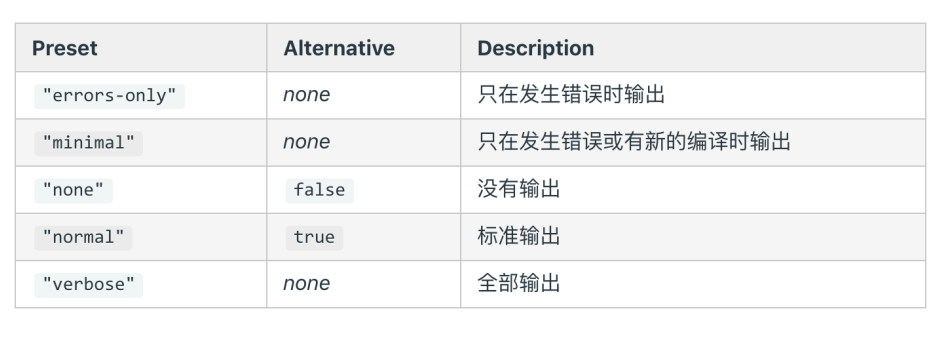 Preset Alternative Description
"errors-only" none 只在发生错误时输出
"minimal" none 只在发生错误或有新的编译时输出
"none" false 没有输出
"normal" true 标准输出
"verbose" none 全部输出